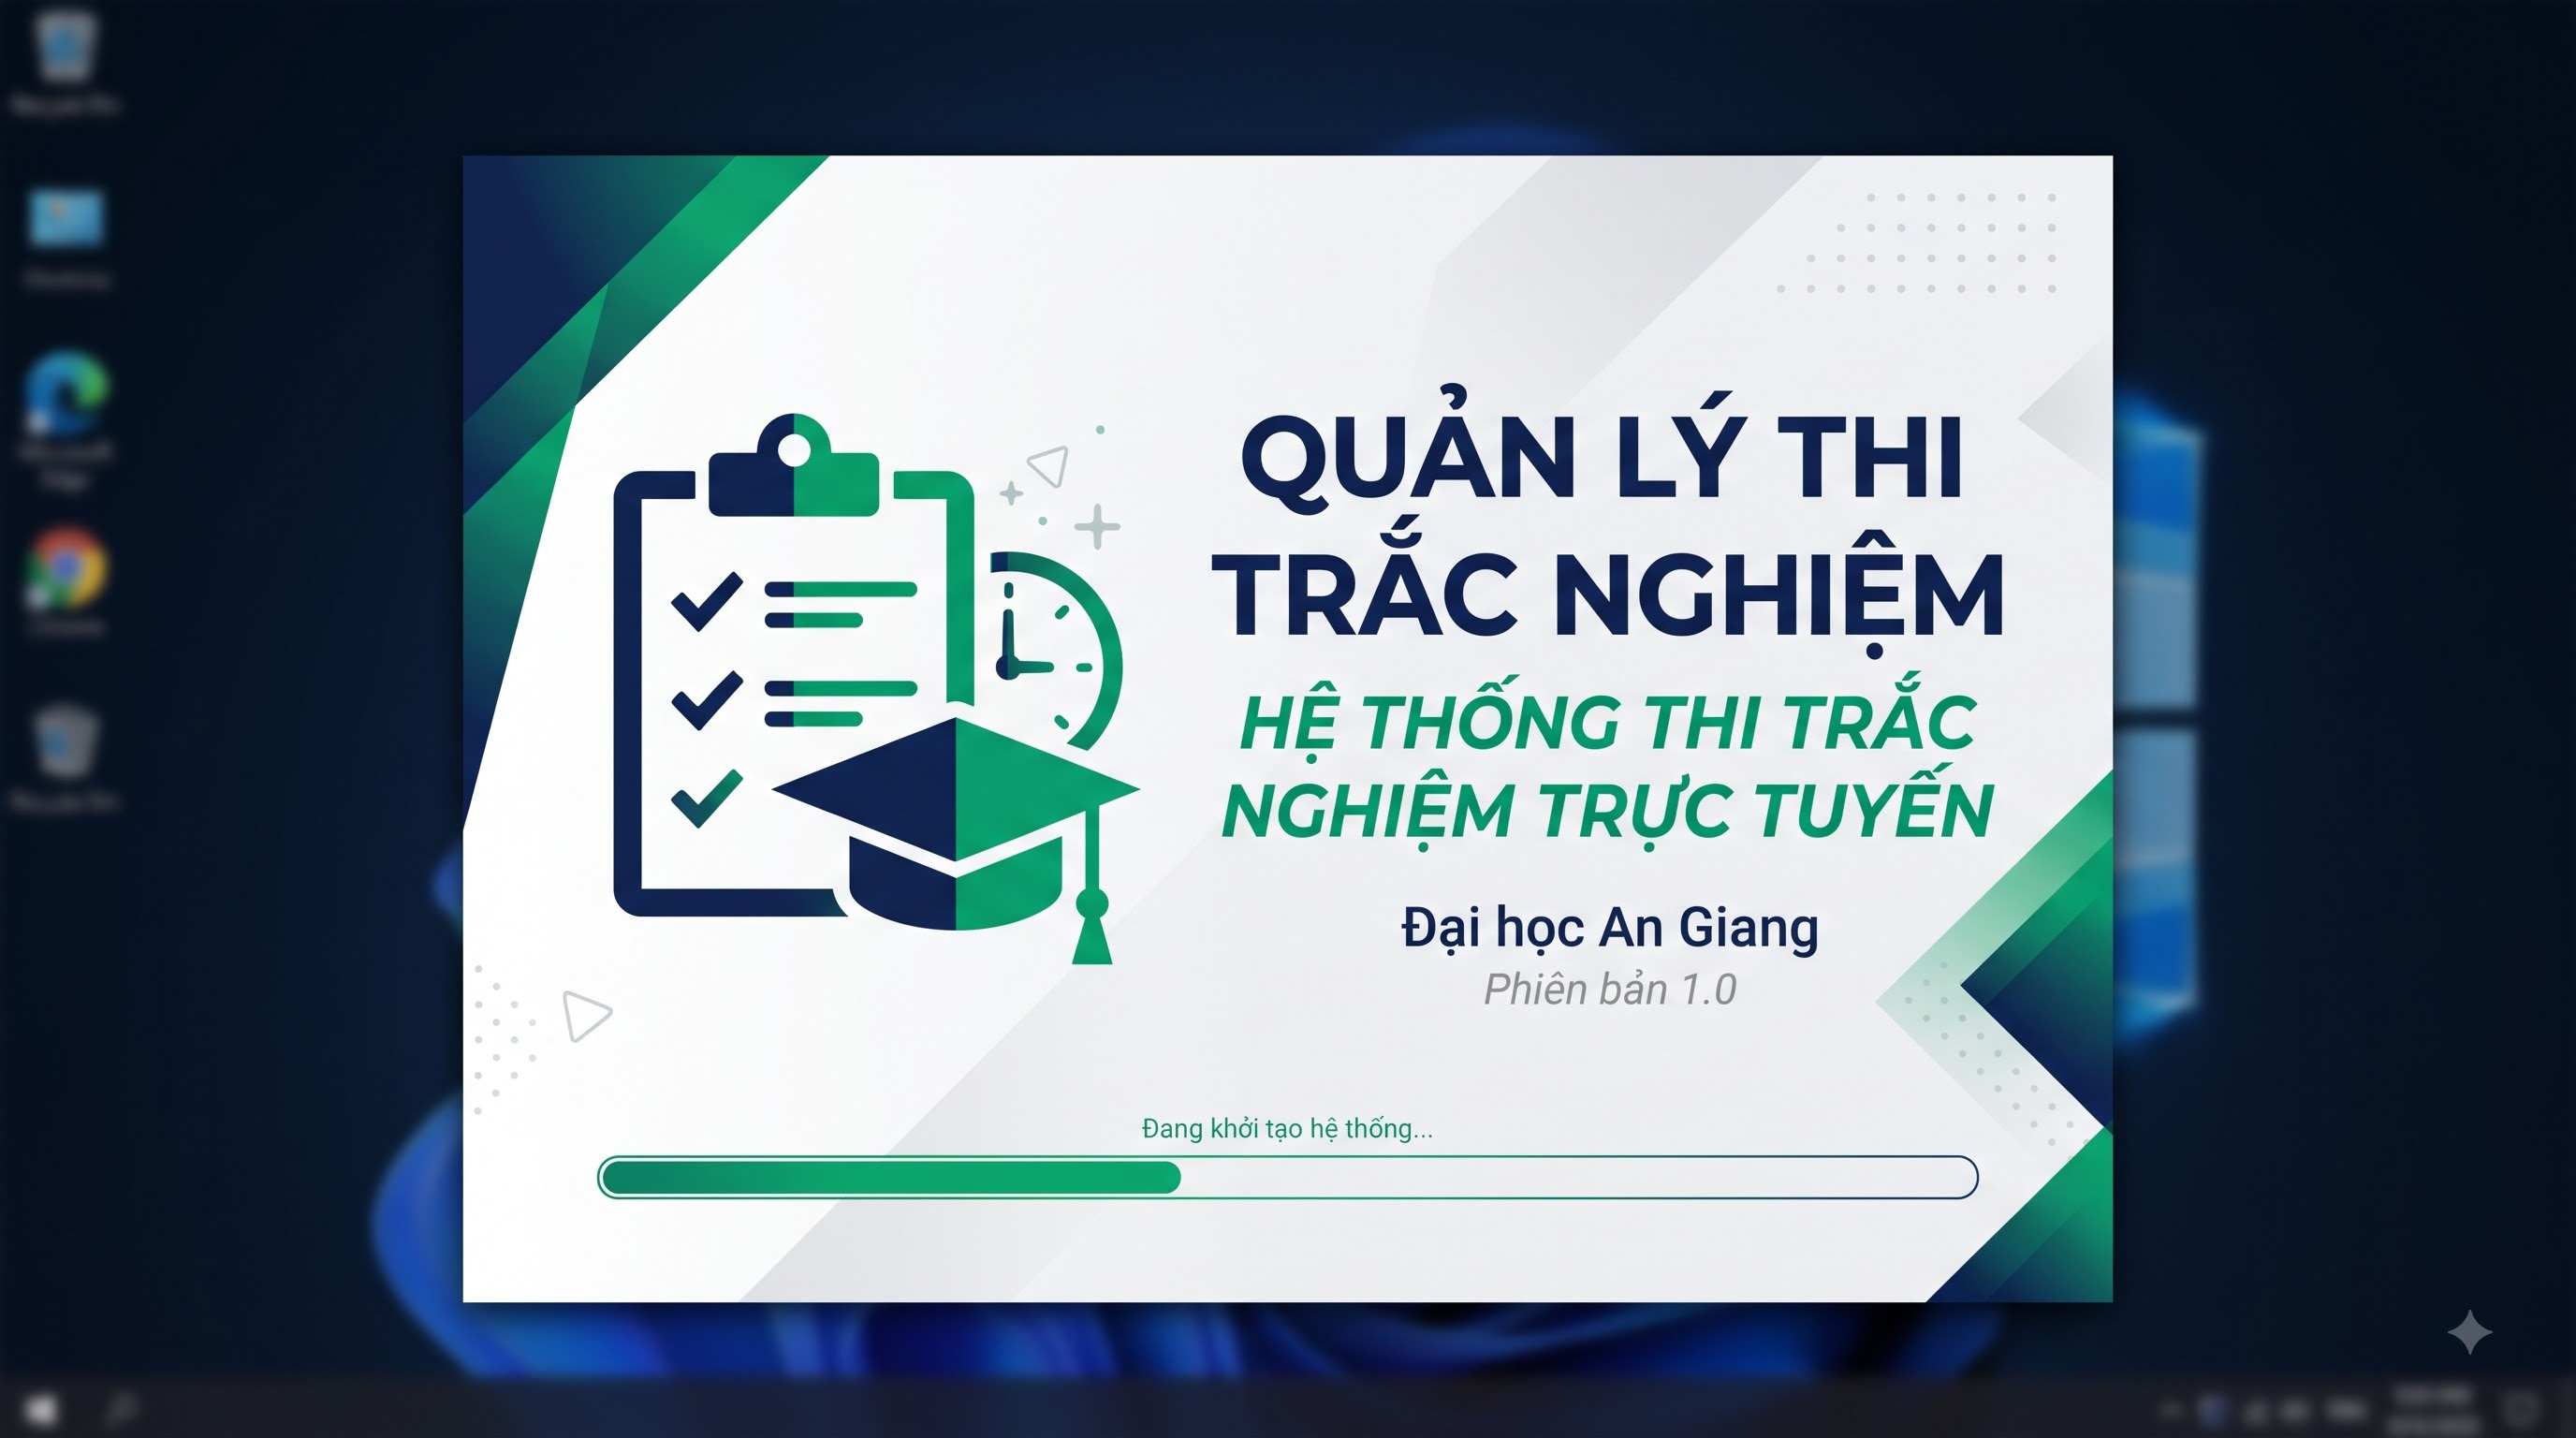 QUẢN LÝ THI
TRẮC NGHIỆM
HỆ THỐNG THI TRẮC
NGHIỆM TRỰC TUYẾN
Đại học An Giang
Phiên bản 1.0
Đang khởi tạo hệ thống...